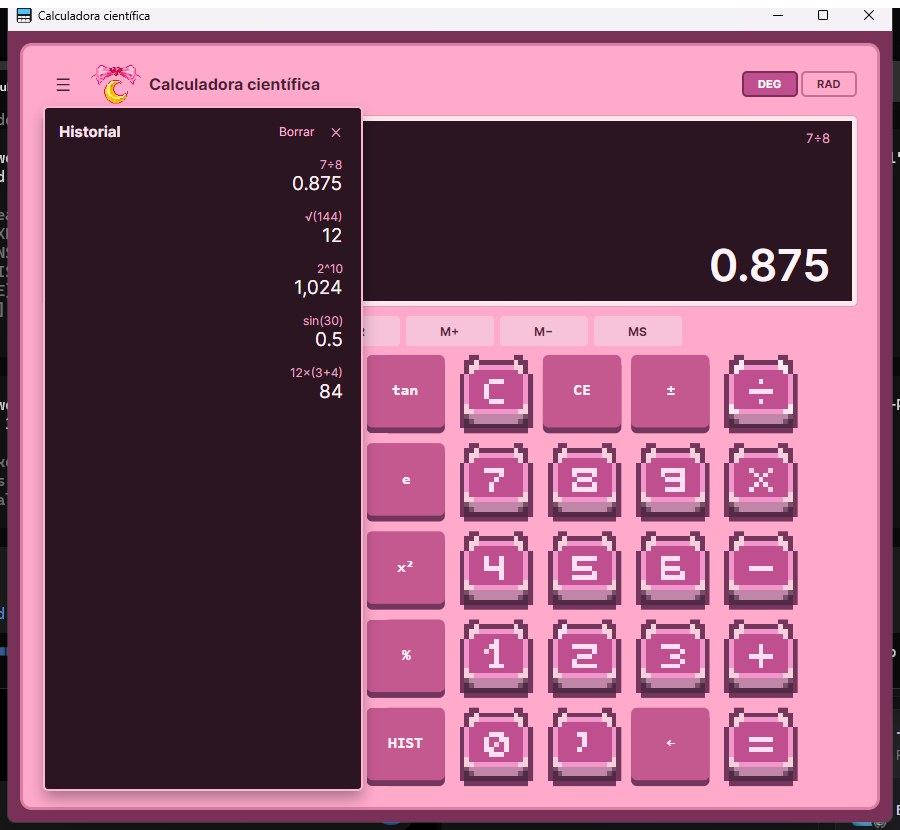 Calculadora científica
Calculadora científica
DEG RAD
Historial Borrar
7÷8
0.875
√(144)
12
2^10
1,024
sin(30)
0.5
12×(3+4)
84
7÷8
0.875
M+ M− MS
tan C CE ± ÷
e 7 8 9 X
x² 4 5 6 −
% 1 2 3 +
HIST 0 , ← =